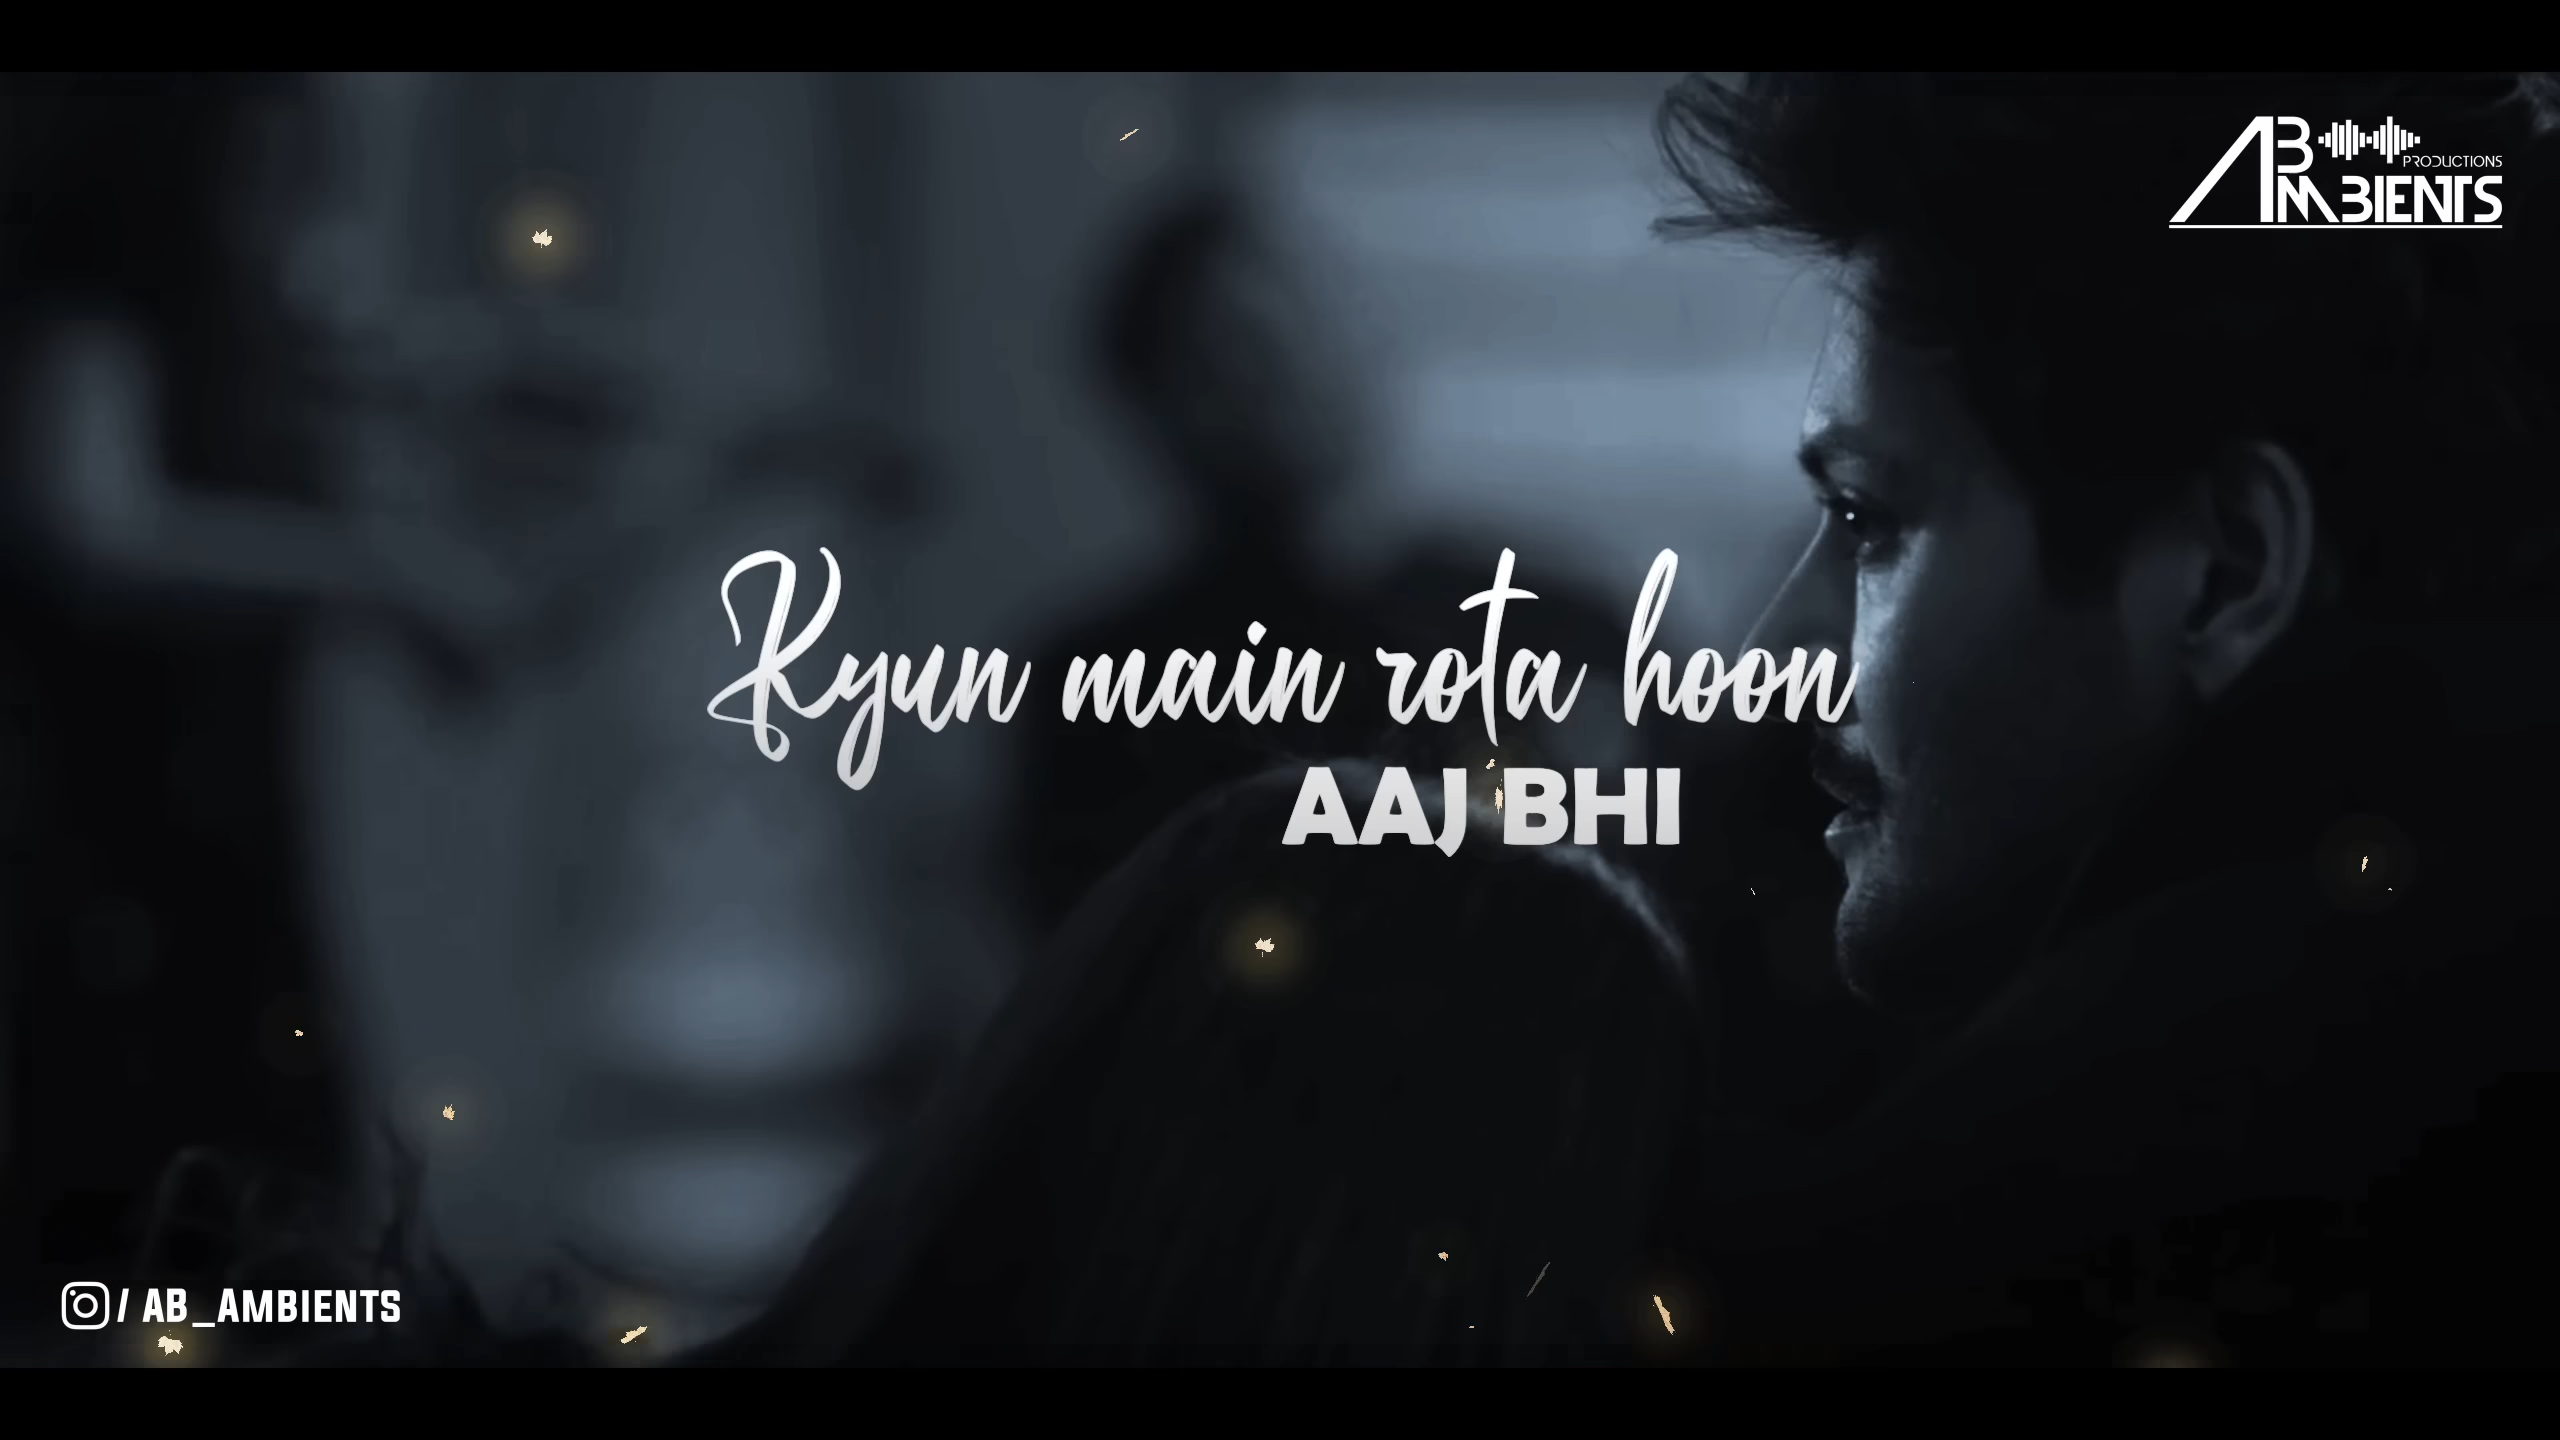 AB PRODUCTIONS
AMBIENTS
Kyun main rota hoon
AAJ BHI
/ AB_AMBIENTS